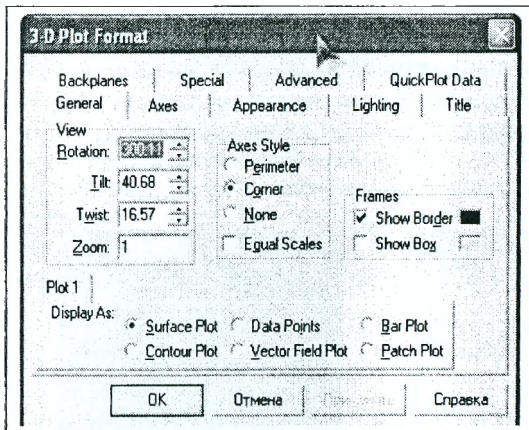 3-D Plot Format
Backplanes Special Advanced QuickPlot Data
General Axes Appearance Lighting Title
View
Rotation:
Tilt: 40.68
Twist: 16.57
Zoom: 1
Axes Style
Perimeter
Corner
None
Equal Scales
Frames
Show Border
Show Box
Plot 1
Display As:
Surface Plot Data Points Bar Plot
Contour Plot Vector Field Plot Patch Plot
OK Отмена Справка